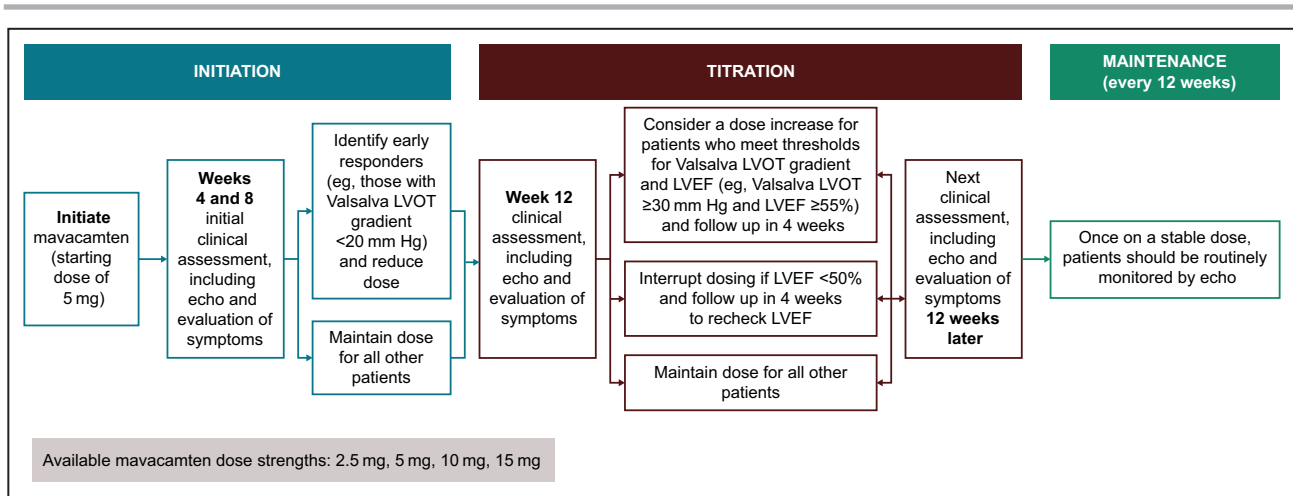 INITIATION
TITRATION
MAINTENANCE
(every 12 weeks)
Initiate
mavacamten
(starting
dose of
5 mg)
Weeks
4 and 8
initial
clinical
assessment,
including
echo and
evaluation of
symptoms
Identify early
responders
(eg, those with
Valsalva LVOT
gradient
<20 mm Hg)
and reduce
dose
Maintain dose
for all other
patients
Week 12
clinical
assessment,
including
echo and
evaluation of
symptoms
Consider a dose increase for
patients who meet thresholds
for Valsalva LVOT gradient
and LVEF (eg, Valsalva LVOT
≥30 mm Hg and LVEF ≥55%)
and follow up in 4 weeks
Interrupt dosing if LVEF <50%
and follow up in 4 weeks
to recheck LVEF
Maintain dose for all other
patients
Next
clinical
assessment,
including
echo and
evaluation of
symptoms
12 weeks
later
Once on a stable dose,
patients should be routinely
monitored by echo
Available mavacamten dose strengths: 2.5 mg, 5 mg, 10 mg, 15 mg